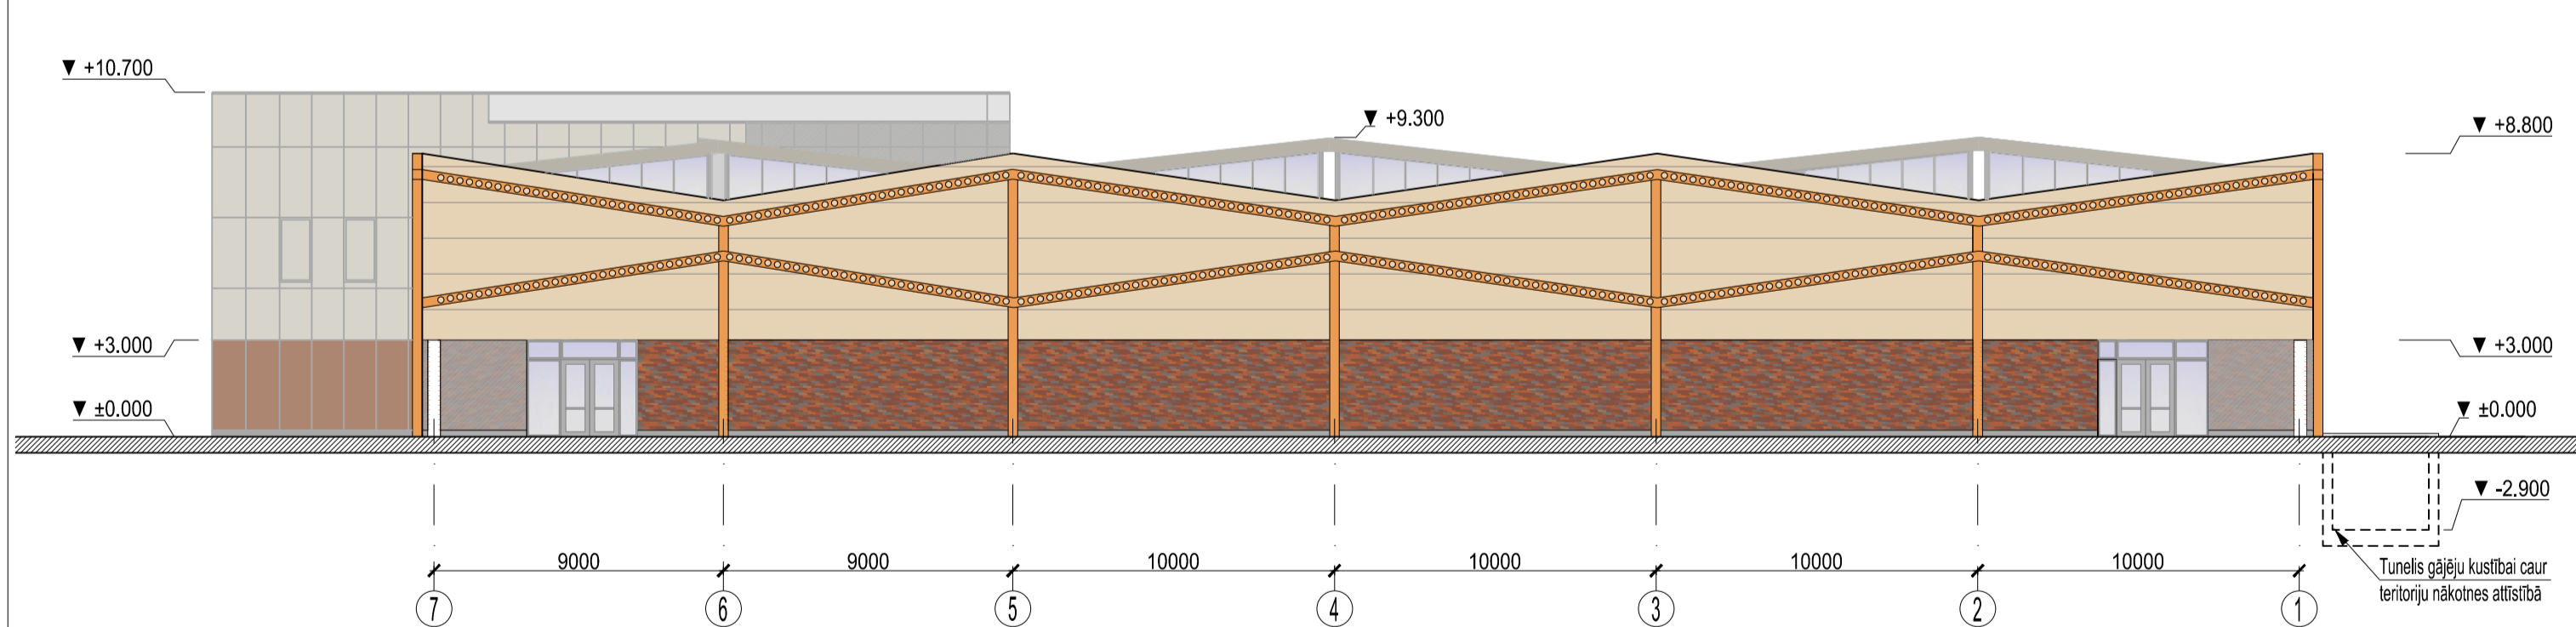 ▼ +10.700
▼ +9.300
▼ +8.800
▼ +3.000
▼ +3.000
▼ ±0.000
▼ ±0.000
▼ -2.900
9000 9000 10000 10000 10000 10000
Tunelis gājēju kustībai caur
teritoriju nākotnes attīstībā
7 6 5 4 3 2 1